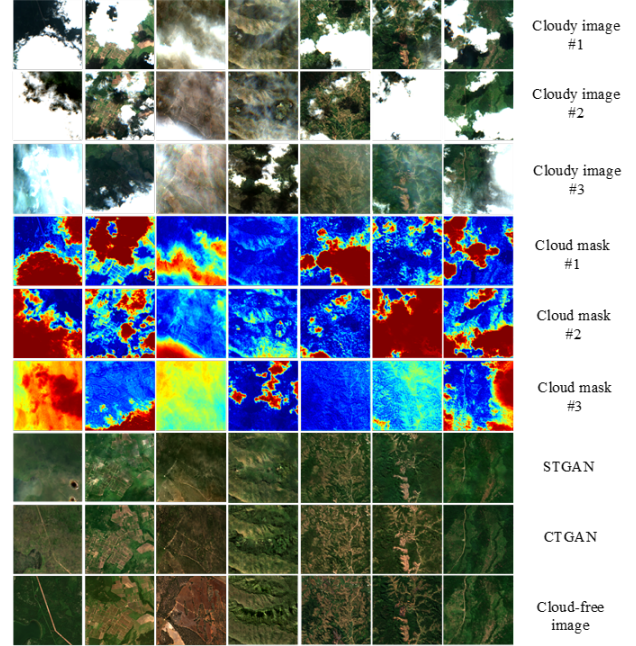 Cloudy image
#1
Cloudy image
#2
Cloudy image
#3
Cloud mask
#1
Cloud mask
#2
Cloud mask
#3
STGAN
CTGAN
Cloud-free
image